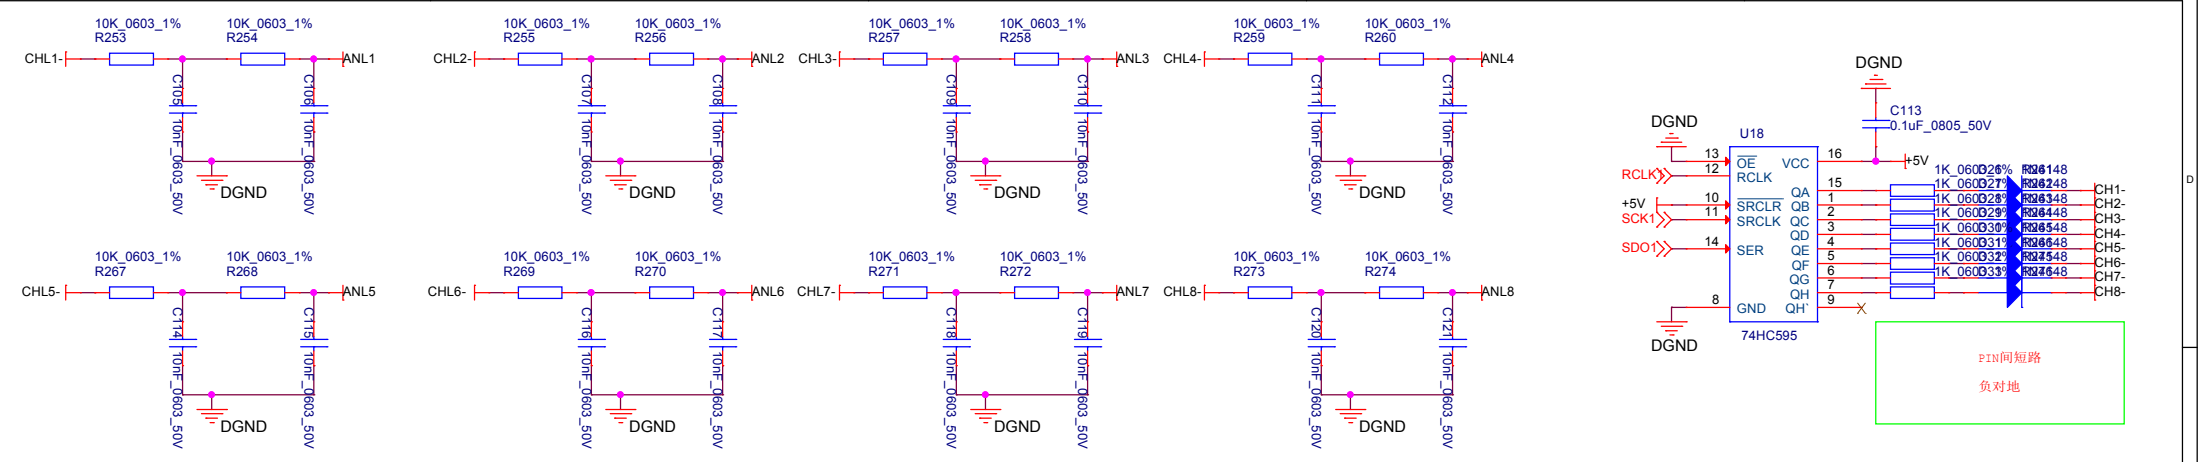 10K_0603_1%
R253
10K_0603_1%
R254
CHL1-
ANL1
C105
10nF_0603_50V
C106
10nF_0603_50V
DGND
10K_0603_1%
R255
10K_0603_1%
R256
CHL2-
ANL2
C107
10nF_0603_50V
C108
10nF_0603_50V
DGND
10K_0603_1%
R257
10K_0603_1%
R258
CHL3-
ANL3
C109
10nF_0603_50V
C110
10nF_0603_50V
DGND
10K_0603_1%
R259
10K_0603_1%
R260
CHL4-
ANL4
C111
10nF_0603_50V
C112
10nF_0603_50V
DGND
10K_0603_1%
R267
10K_0603_1%
R268
CHL5-
ANL5
C114
10nF_0603_50V
C115
10nF_0603_50V
DGND
10K_0603_1%
R269
10K_0603_1%
R270
CHL6-
ANL6
C116
10nF_0603_50V
C117
10nF_0603_50V
DGND
10K_0603_1%
R271
10K_0603_1%
R272
CHL7-
ANL7
C118
10nF_0603_50V
C119
10nF_0603_50V
DGND
10K_0603_1%
R273
10K_0603_1%
R274
CHL8-
ANL8
C120
10nF_0603_50V
C121
10nF_0603_50V
DGND
DGND
C113
0.1uF_0805_50V
DGND
U18
13 OE VCC 16
+5V
RCLK1
12 RCLK
QA 15
CH1-
+5V
10 SRCLR QB 1
CH2-
SCK1
11 SRCLK QC 2
CH3-
QD 3
CH4-
SDO1
14 SER QE 4
CH5-
QF 5
CH6-
QG 6
CH7-
QH 7
CH8-
8 GND QH` 9
74HC595
DGND
PIN间短路
负对地
D